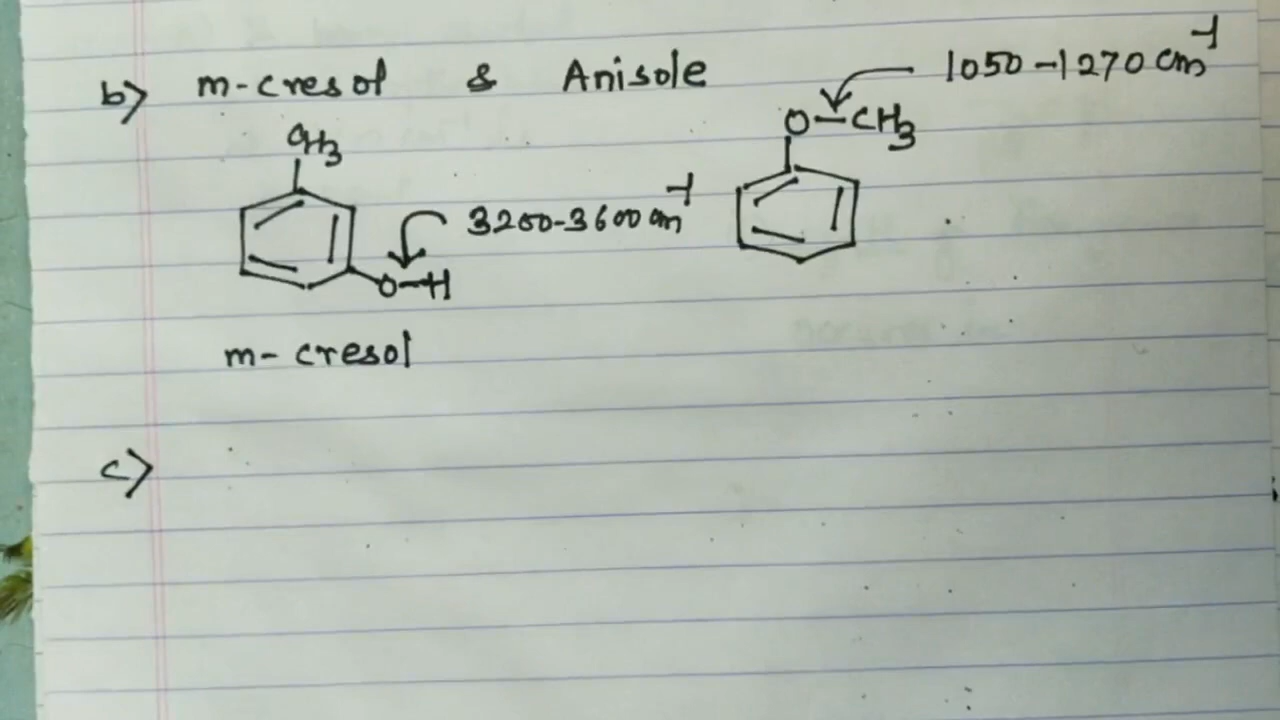 b) m-cresol & Anisole
1050-1270 cm⁻¹
O-CH₃
CH₃
3200-3600 cm⁻¹
O-H
m-cresol
c)